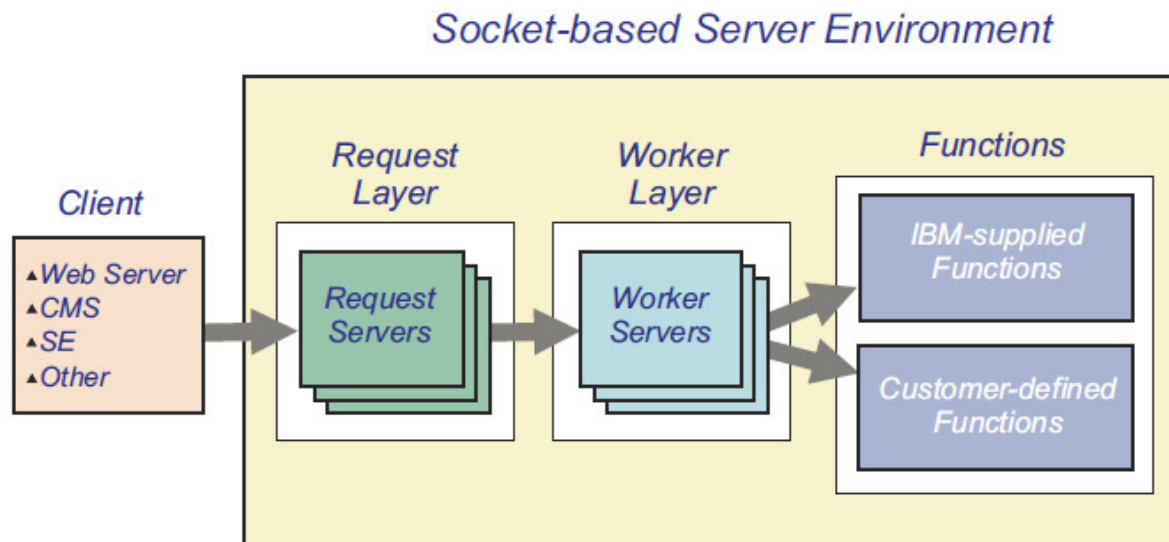 Socket-based Server Environment
Client
▲Web Server
▲CMS
▲SE
▲Other
Request
Layer
Request
Servers
Worker
Layer
Worker
Servers
Functions
IBM-supplied
Functions
Customer-defined
Functions